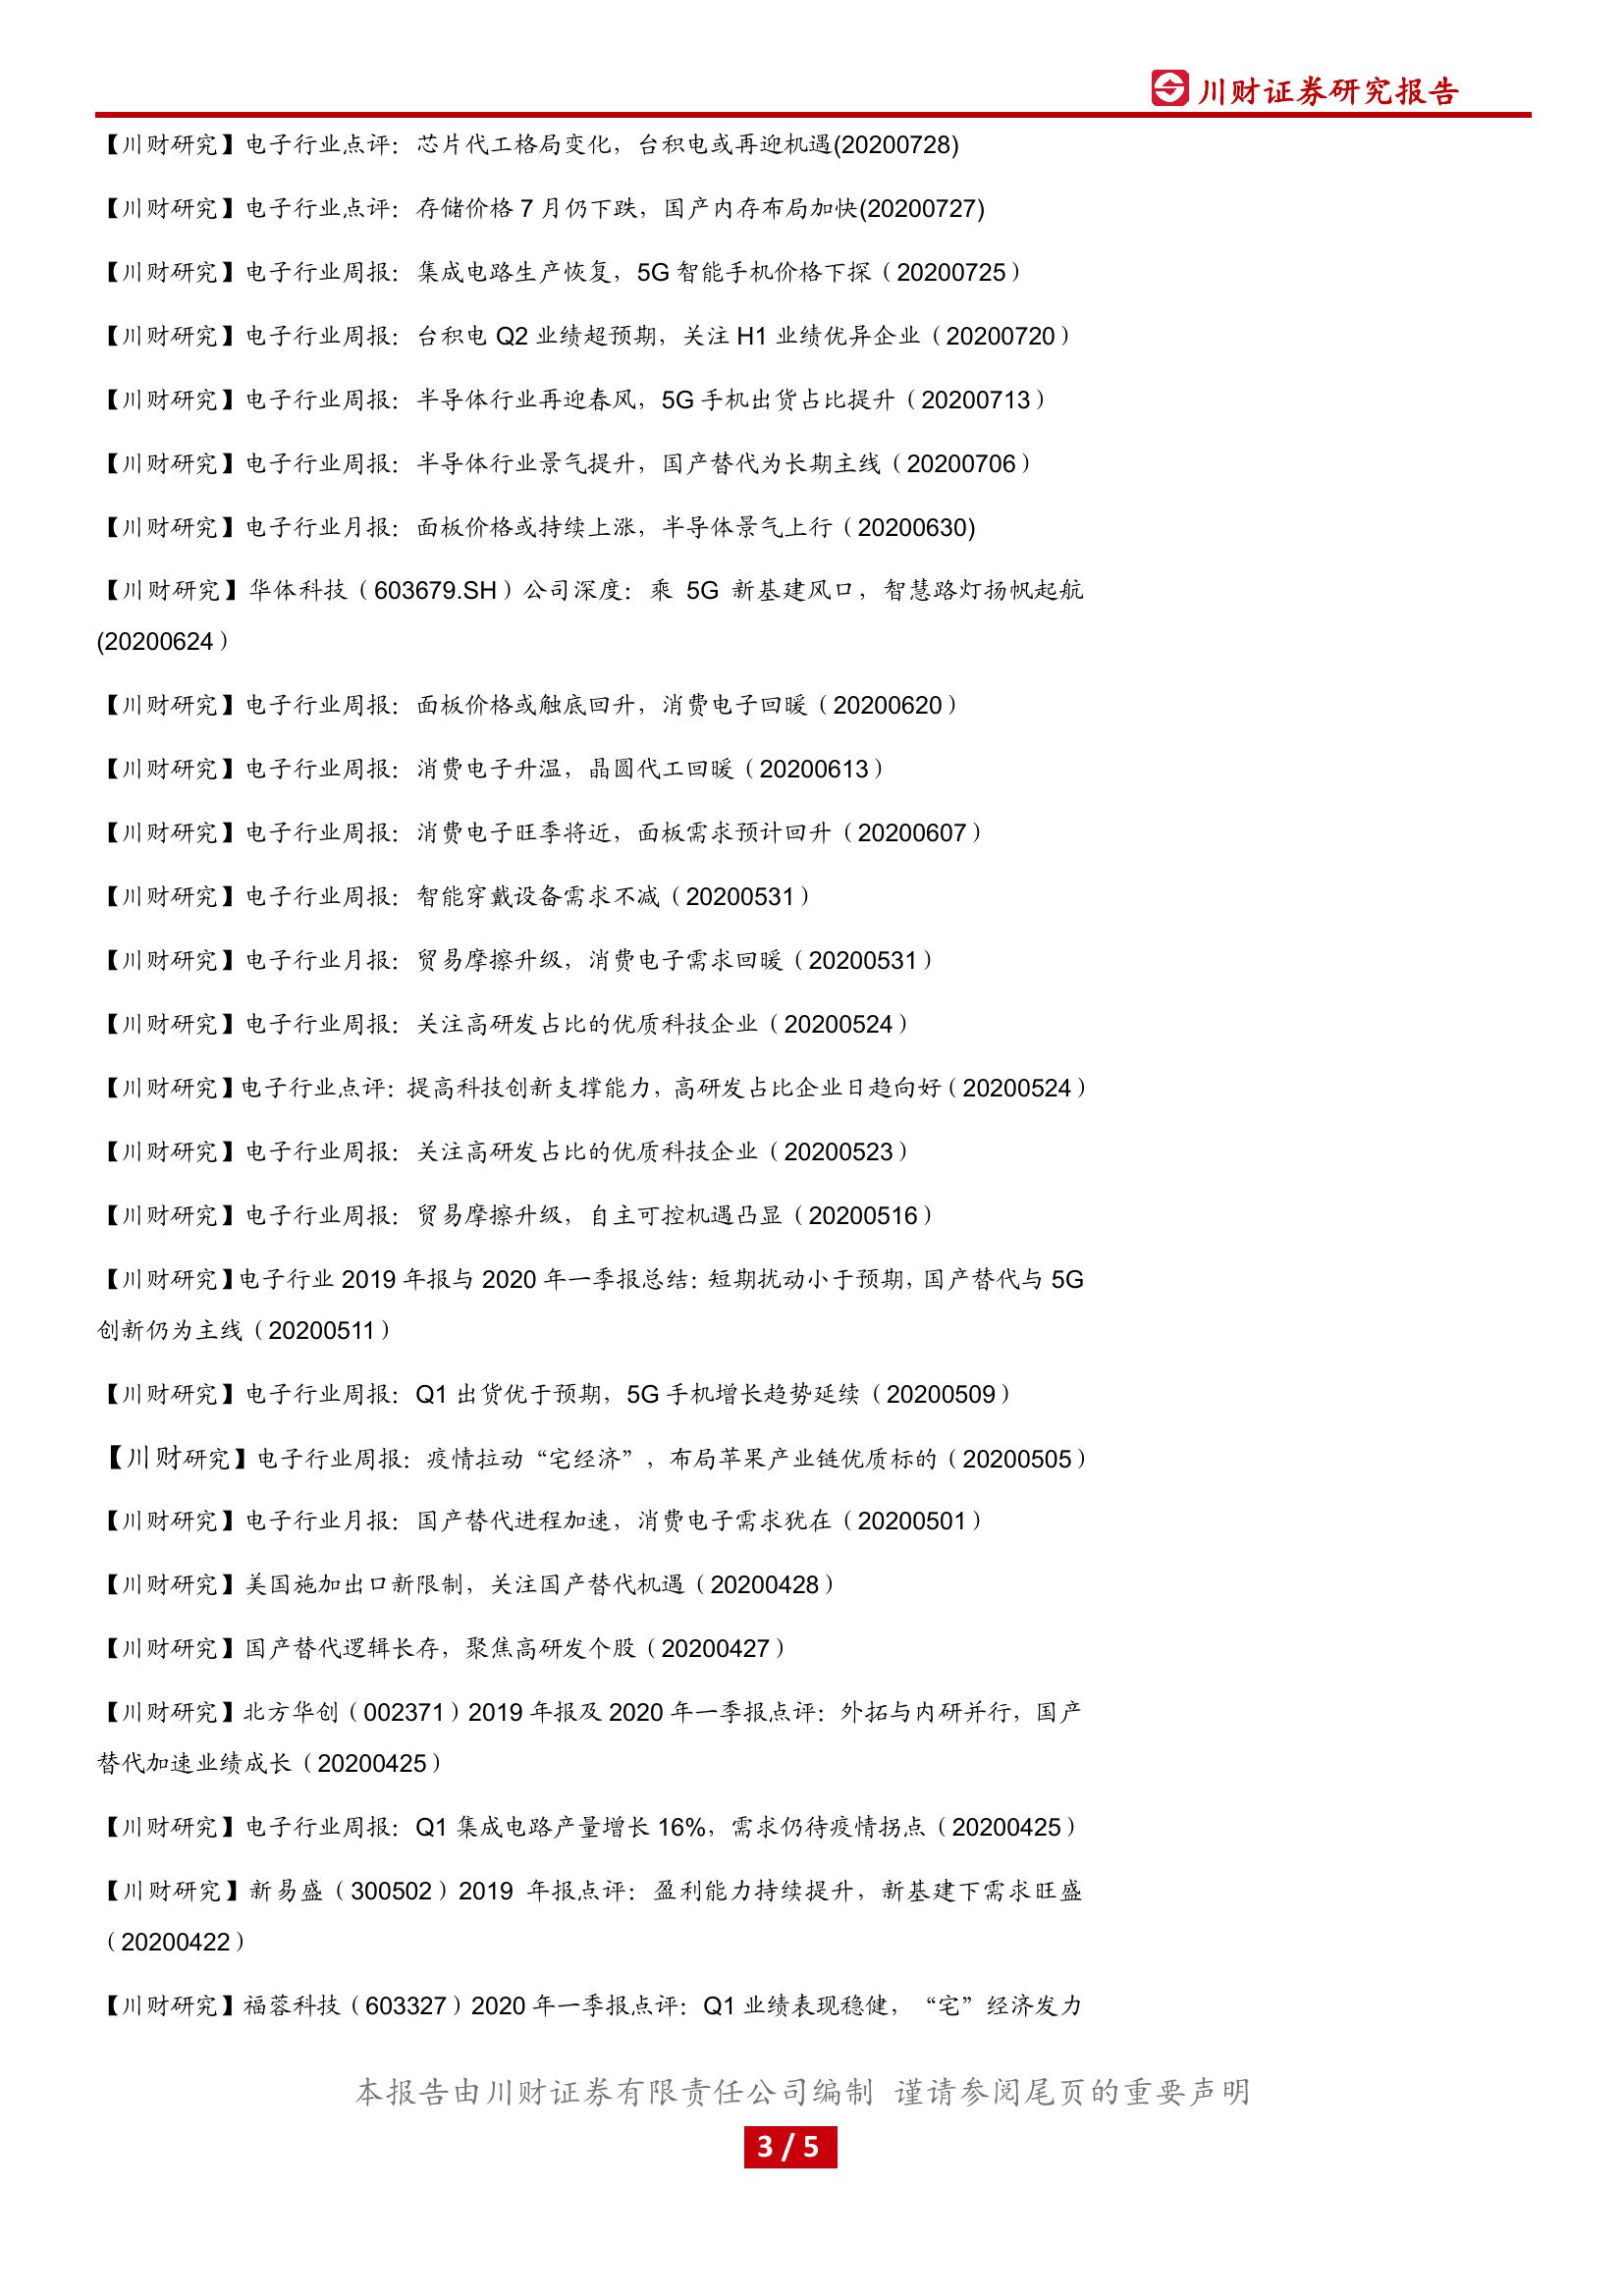 川财证券研究报告
【川财研究】电子行业点评：芯片代工格局变化，台积电或再迎机遇(20200728)
【川财研究】电子行业点评：存储价格 7 月仍下跌，国产内存布局加快(20200727)
【川财研究】电子行业周报：集成电路生产恢复，5G 智能手机价格下探（20200725）
【川财研究】电子行业周报：台积电 Q2 业绩超预期，关注 H1 业绩优异企业（20200720）
【川财研究】电子行业周报：半导体行业再迎春风，5G 手机出货占比提升（20200713）
【川财研究】电子行业周报：半导体行业景气提升，国产替代为长期主线（20200706）
【川财研究】电子行业月报：面板价格或持续上涨，半导体景气上行（20200630)
【川财研究】华体科技（603679.SH）公司深度：乘 5G 新基建风口，智慧路灯扬帆起航
(20200624）
【川财研究】电子行业周报：面板价格或触底回升，消费电子回暖（20200620）
【川财研究】电子行业周报：消费电子升温，晶圆代工回暖（20200613）
【川财研究】电子行业周报：消费电子旺季将近，面板需求预计回升（20200607）
【川财研究】电子行业周报：智能穿戴设备需求不减（20200531）
【川财研究】电子行业月报：贸易摩擦升级，消费电子需求回暖（20200531）
【川财研究】电子行业周报：关注高研发占比的优质科技企业（20200524）
【川财研究】电子行业点评：提高科技创新支撑能力，高研发占比企业日趋向好（20200524）
【川财研究】电子行业周报：关注高研发占比的优质科技企业（20200523）
【川财研究】电子行业周报：贸易摩擦升级，自主可控机遇凸显（20200516）
【川财研究】电子行业 2019 年报与 2020 年一季报总结：短期扰动小于预期，国产替代与 5G
创新仍为主线（20200511）
【川财研究】电子行业周报：Q1 出货优于预期，5G 手机增长趋势延续（20200509）
【川财研究】电子行业周报：疫情拉动“宅经济”，布局苹果产业链优质标的（20200505）
【川财研究】电子行业月报：国产替代进程加速，消费电子需求犹在（20200501）
【川财研究】美国施加出口新限制，关注国产替代机遇（20200428）
【川财研究】国产替代逻辑长存，聚焦高研发个股（20200427）
【川财研究】北方华创（002371）2019 年报及 2020 年一季报点评：外拓与内研并行，国产
替代加速业绩成长（20200425）
【川财研究】电子行业周报：Q1 集成电路产量增长 16%，需求仍待疫情拐点（20200425）
【川财研究】新易盛（300502）2019 年报点评：盈利能力持续提升，新基建下需求旺盛
（20200422）
【川财研究】福蓉科技（603327）2020 年一季报点评：Q1 业绩表现稳健，“宅”经济发力
本报告由川财证券有限责任公司编制 谨请参阅尾页的重要声明
3 / 5